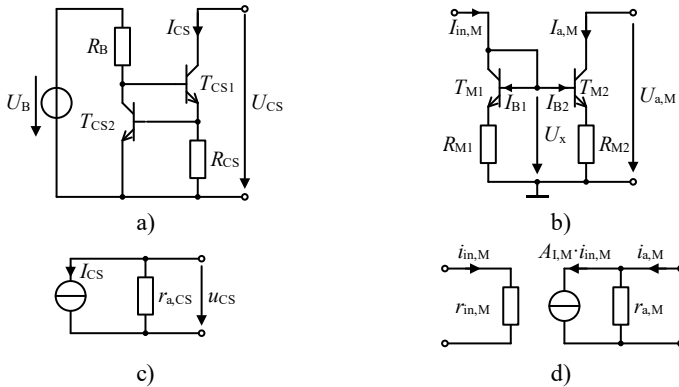 I_CS
R_B
T_CS1
U_B
T_CS2
U_CS
R_CS
a)
I_in,M
I_a,M
T_M1
T_M2
I_B1
I_B2
U_a,M
U_x
R_M1
R_M2
b)
I_CS
r_a,CS
u_CS
c)
i_in,M
A_I,M·i_in,M
i_a,M
r_in,M
r_a,M
d)